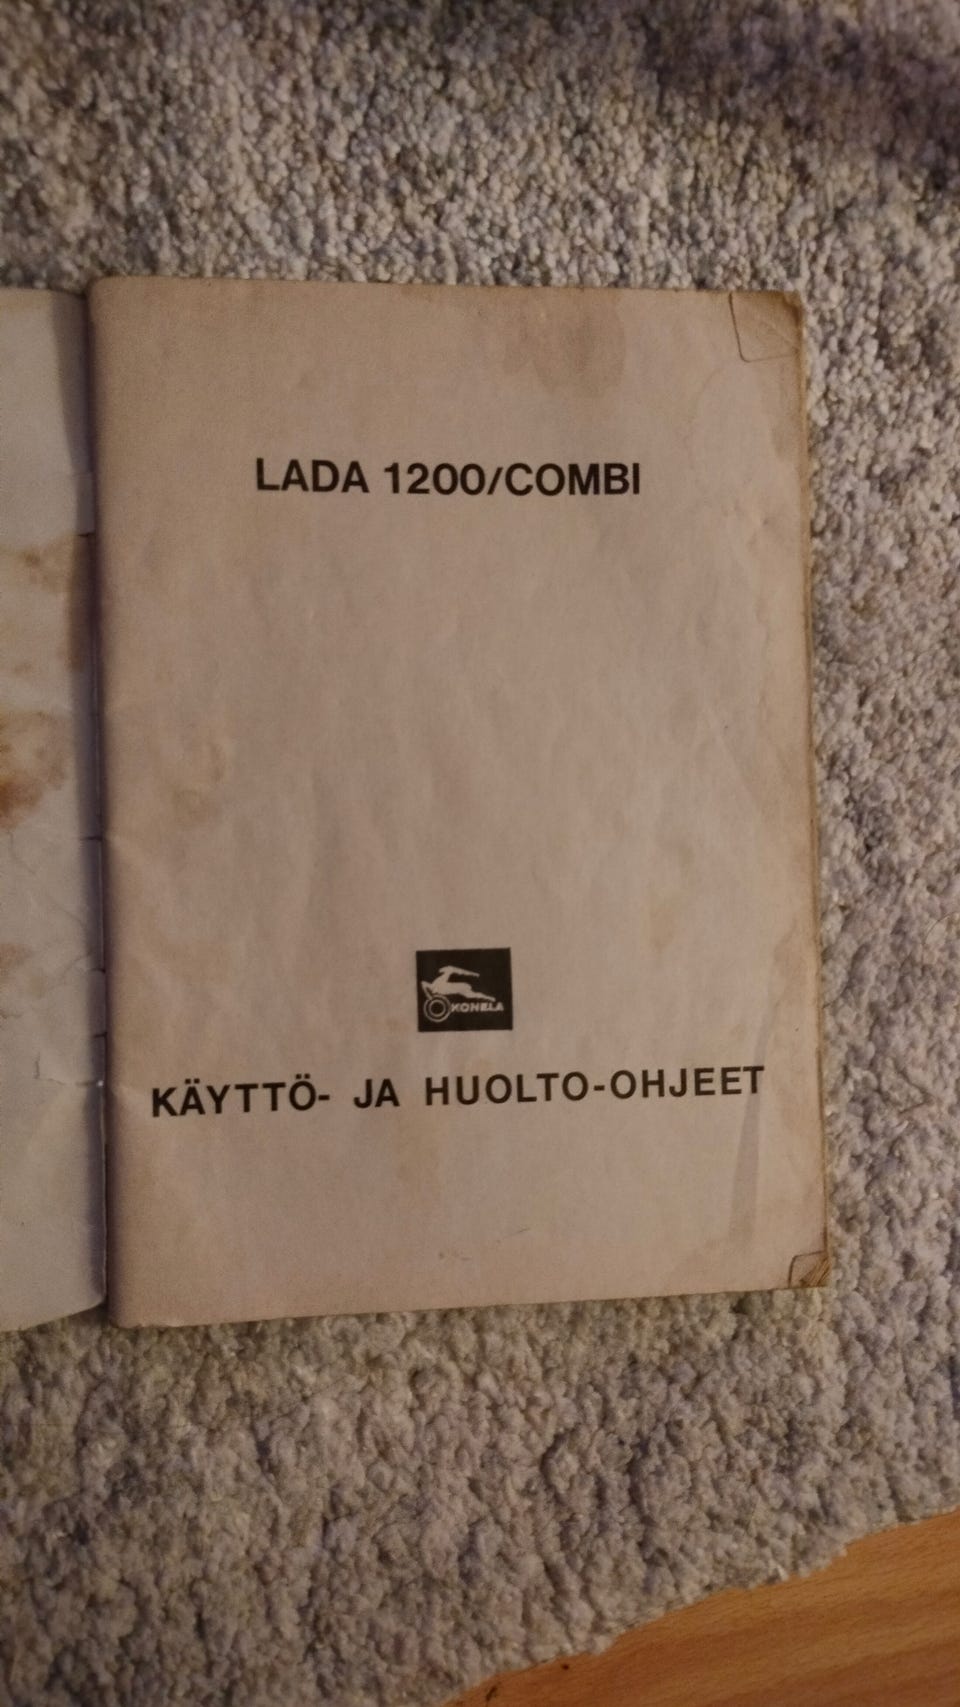 LADA 1200/COMBI
KONELA
KÄYTTÖ- JA HUOLTO-OHJEET